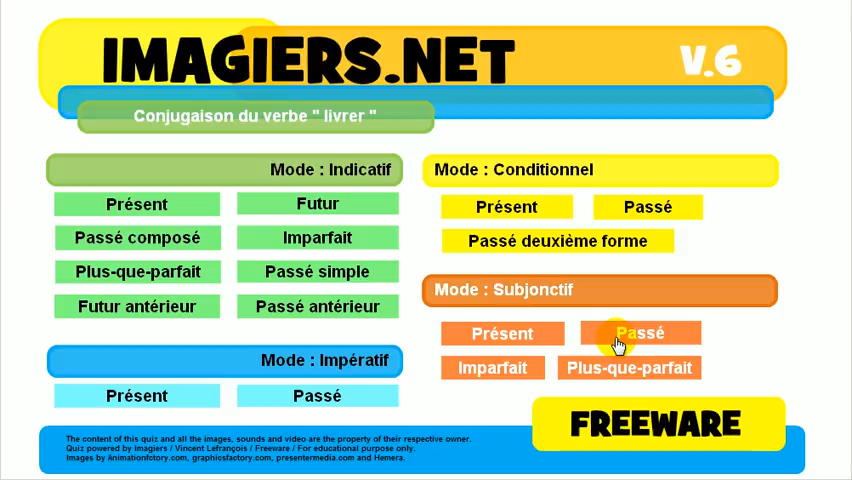 IMAGIERS.NET
V.6
Conjugaison du verbe " livrer "
Mode : Indicatif
Présent
Futur
Passé composé
Imparfait
Plus-que-parfait
Passé simple
Futur antérieur
Passé antérieur
Mode : Impératif
Présent
Passé
Mode : Conditionnel
Présent
Passé
Passé deuxième forme
Mode : Subjonctif
Présent
Passé
Imparfait
Plus-que-parfait
FREEWARE
The content of this quiz and all the images, sounds and video are the property of their respective owner.
Quiz powered by Imagiers / Vincent Lefrançois / Freeware / For educational purpose only.
Images by Animationfctory.com, graphicsfactory.com, presentermedia.com and Hemera.